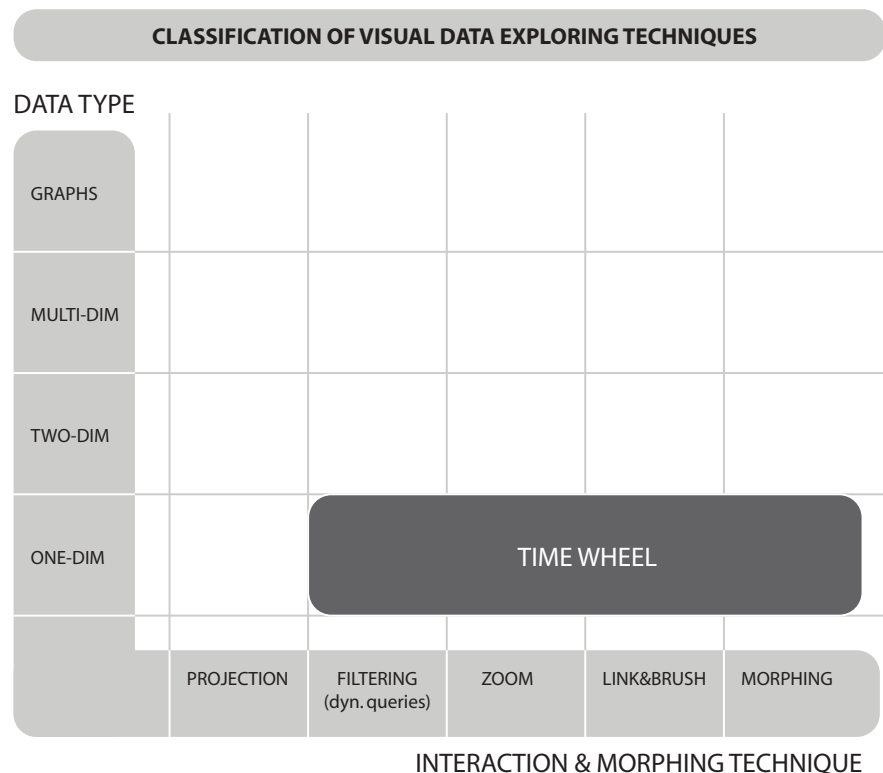 CLASSIFICATION OF VISUAL DATA EXPLORING TECHNIQUES
DATA TYPE
GRAPHS
MULTI-DIM
TWO-DIM
ONE-DIM
TIME WHEEL
PROJECTION
FILTERING
(dyn. queries)
ZOOM
LINK&BRUSH
MORPHING
INTERACTION & MORPHING TECHNIQUE